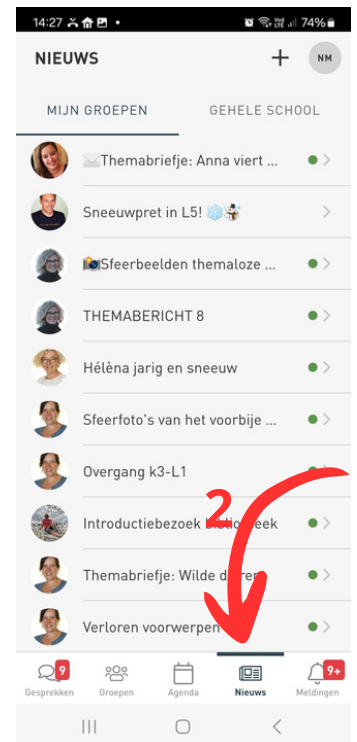 14:27 74%
NIEUWS + NM
MIJN GROEPEN GEHELE SCHOOL
Themabriefje: Anna viert ...
Sneeuwpret in L5!
Sfeerbeelden themaloze ...
THEMABERICHT 8
Hélèna jarig en sneeuw
Sfeerfoto's van het voorbije ...
Overgang k3-L1
2
Introductiebezoek bibliotheek
Themabriefje: Wilde dieren
Verloren voorwerpen
9 9+
Gesprekken Groepen Agenda Nieuws Meldingen